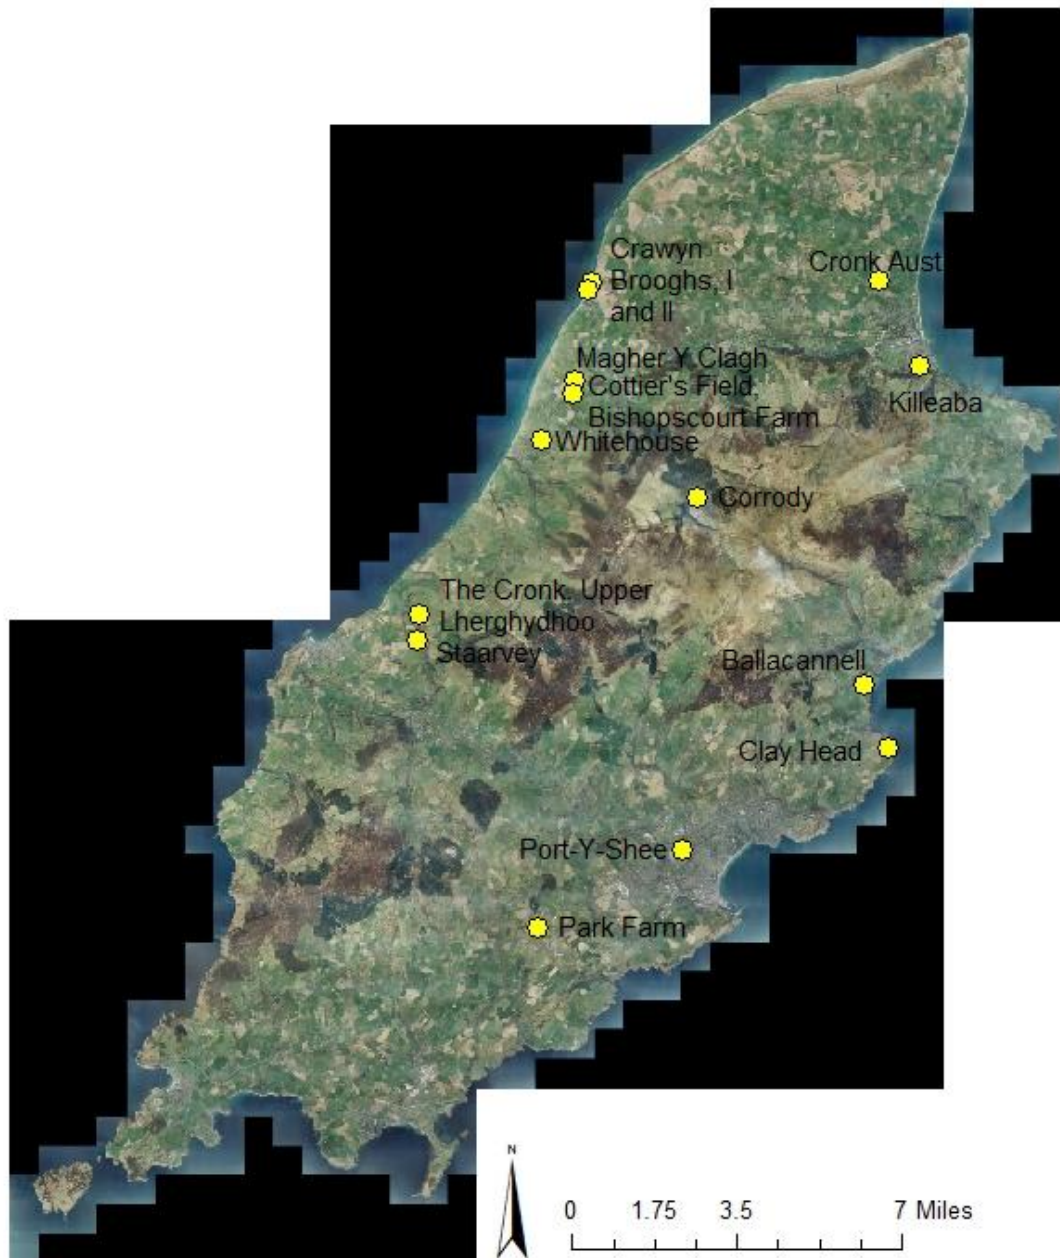 Crawyn
Brooghs, I
and II
Cronk Aust
Magher Y Clagh
Cottier's Field.
Bishopscourt Farm
Killeaba
Whitehouse
Corrody
The Cronk. Upper
Lherghydhoo
Staarvey
Ballacannell
Clay Head
Port-Y-Shee
Park Farm
N
0 1.75 3.5 7 Miles